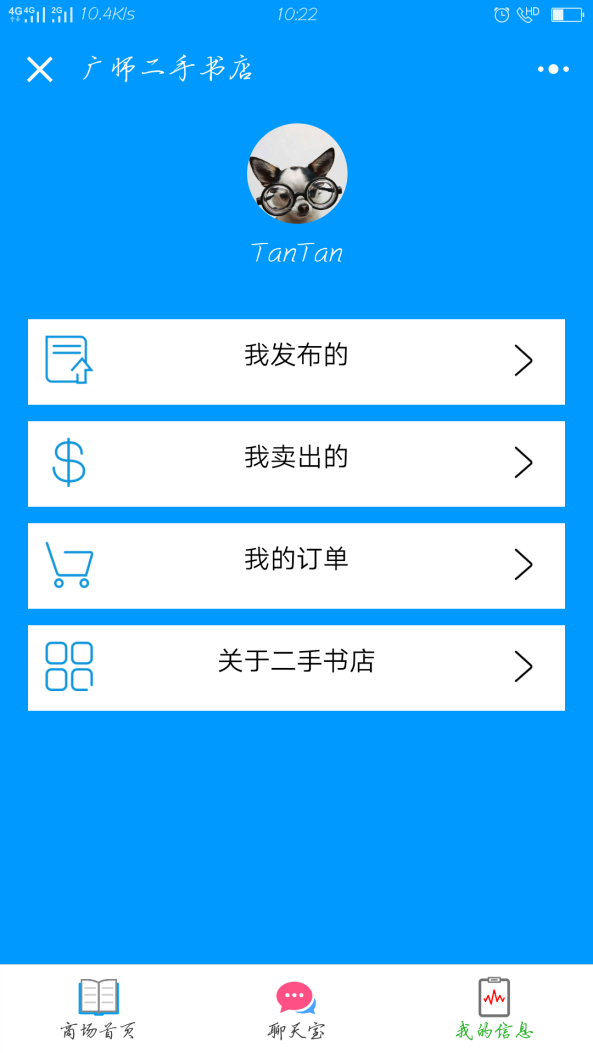 4G 4G 2G 10.4K/s 10:22 HD
广师二手书店
TanTan
我发布的
我卖出的
我的订单
关于二手书店
商场首页 聊天宝 我的信息